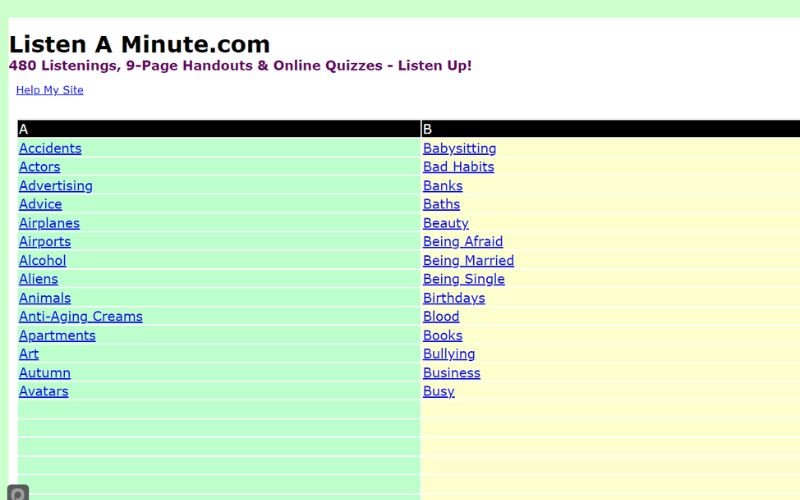 Listen A Minute.com
480 Listenings, 9-Page Handouts & Online Quizzes - Listen Up!
Help My Site
A
Accidents
Actors
Advertising
Advice
Airplanes
Airports
Alcohol
Aliens
Animals
Anti-Aging Creams
Apartments
Art
Autumn
Avatars
B
Babysitting
Bad Habits
Banks
Baths
Beauty
Being Afraid
Being Married
Being Single
Birthdays
Blood
Books
Bullying
Business
Busy